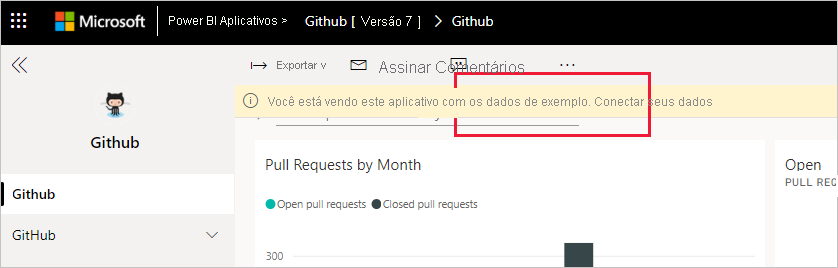 Microsoft Power BI Aplicativos > Github [ Versão 7 ] > Github
Exportar v Assinar Comentários ...
Você está vendo este aplicativo com os dados de exemplo. Conectar seus dados
Github
Pull Requests by Month
Open
PULL REQ
Github
Open pull requests Closed pull requests
GitHub
300